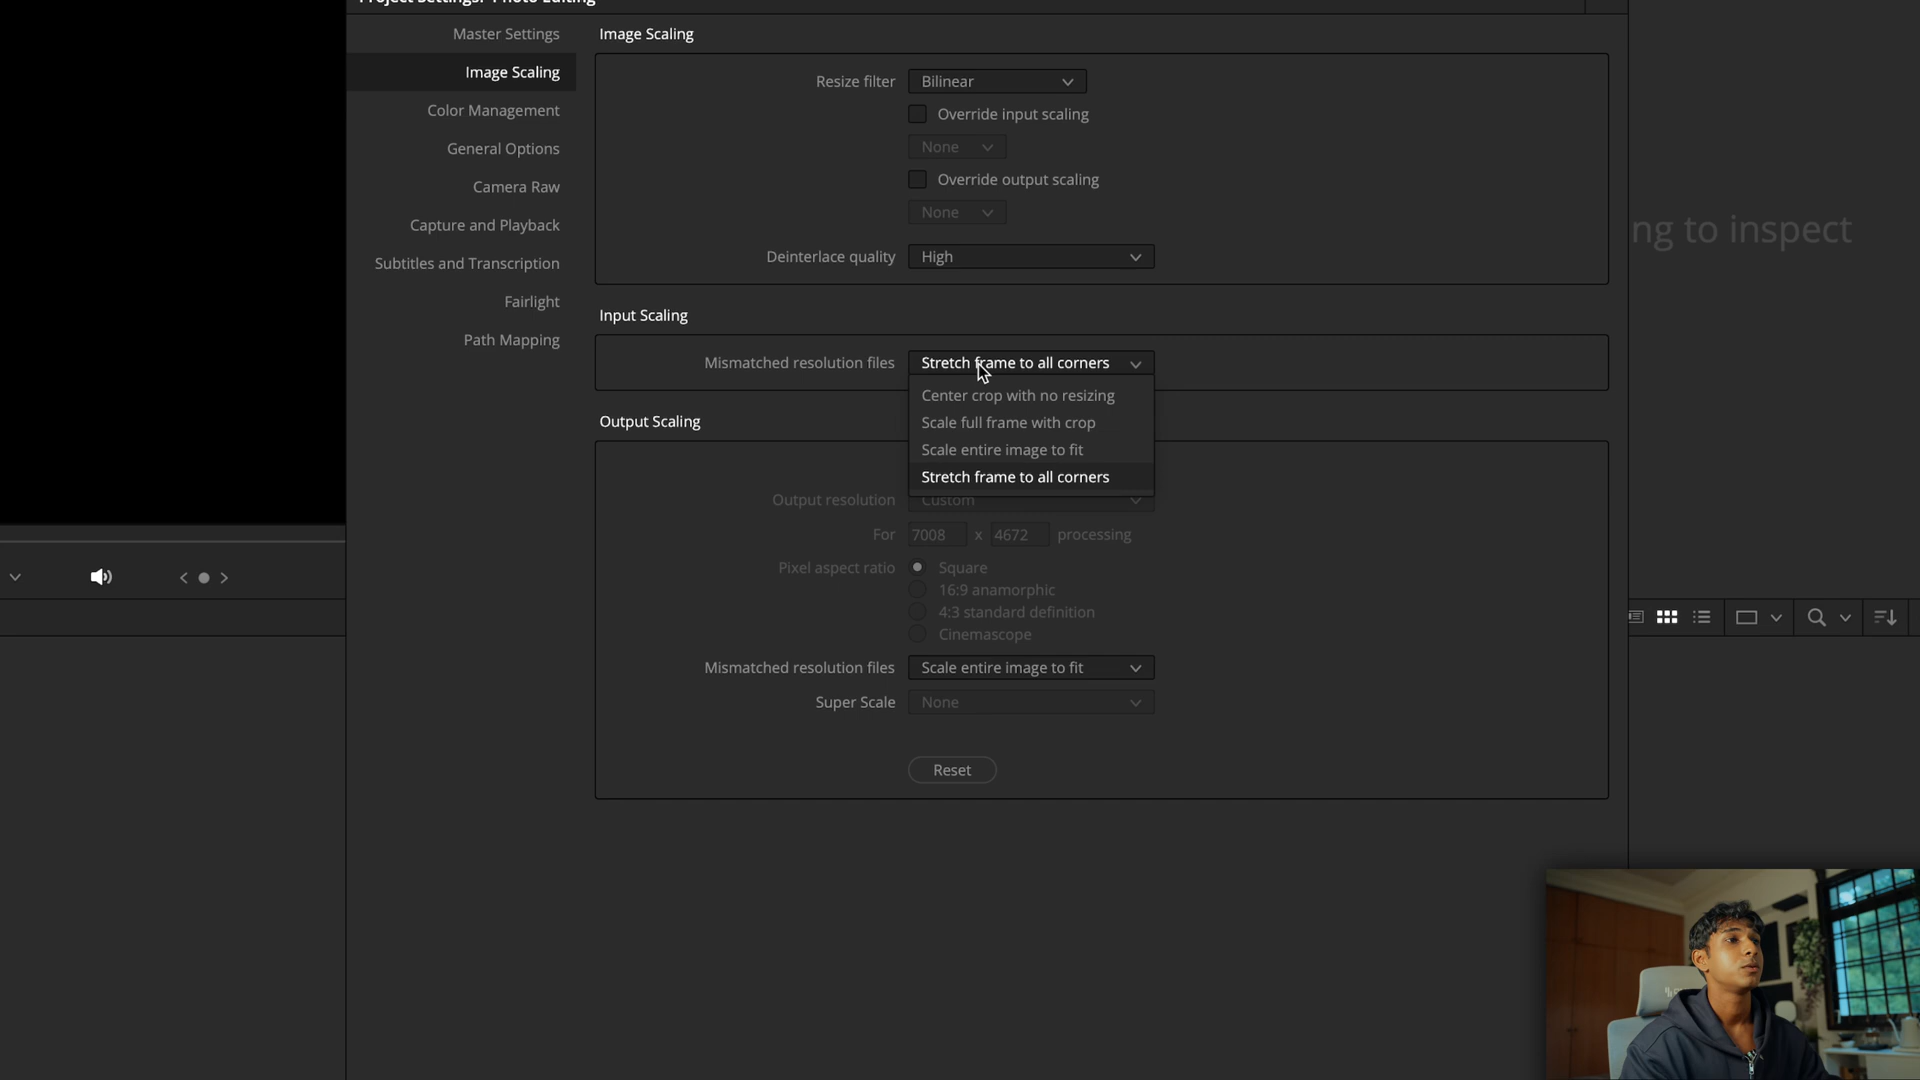 Project Settings: Photo Editing
Master Settings
Image Scaling
Color Management
General Options
Camera Raw
Capture and Playback
Subtitles and Transcription
Fairlight
Path Mapping
Image Scaling
Resize filter Bilinear
Override input scaling
None
Override output scaling
None
Deinterlace quality High
Input Scaling
Mismatched resolution files Stretch frame to all corners
Center crop with no resizing
Scale full frame with crop
Scale entire image to fit
Stretch frame to all corners
Output Scaling
Output resolution Custom
For 7008 x 4672 processing
Pixel aspect ratio Square
16:9 anamorphic
4:3 standard definition
Cinemascope
Mismatched resolution files Scale entire image to fit
Super Scale None
Reset
ng to inspect